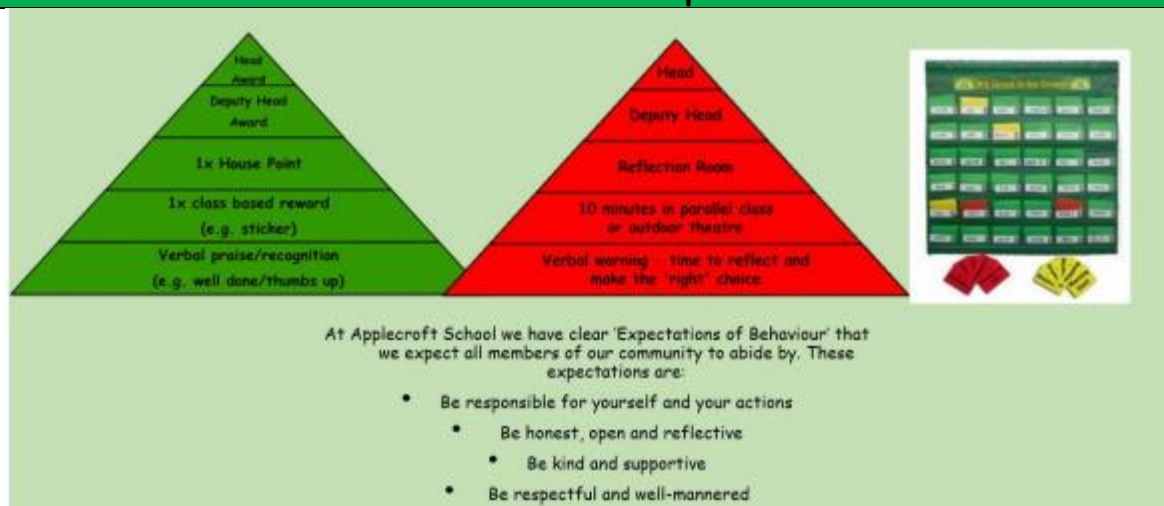 Head
Award
Deputy Head
Award
1x House Point
1x class based reward
(e.g. sticker)
Verbal praise/recognition
(e.g. well done/thumbs up)
Head
Deputy Head
Reflection Room
10 minutes in parallel class
or outdoor theatre
Verbal warning time to reflect and
make the 'right' choice
At Applecroft School we have clear 'Expectations of Behaviour' that
we expect all members of our community to abide by. These
expectations are:
• Be responsible for yourself and your actions
• Be honest, open and reflective
• Be kind and supportive
• Be respectful and well-mannered